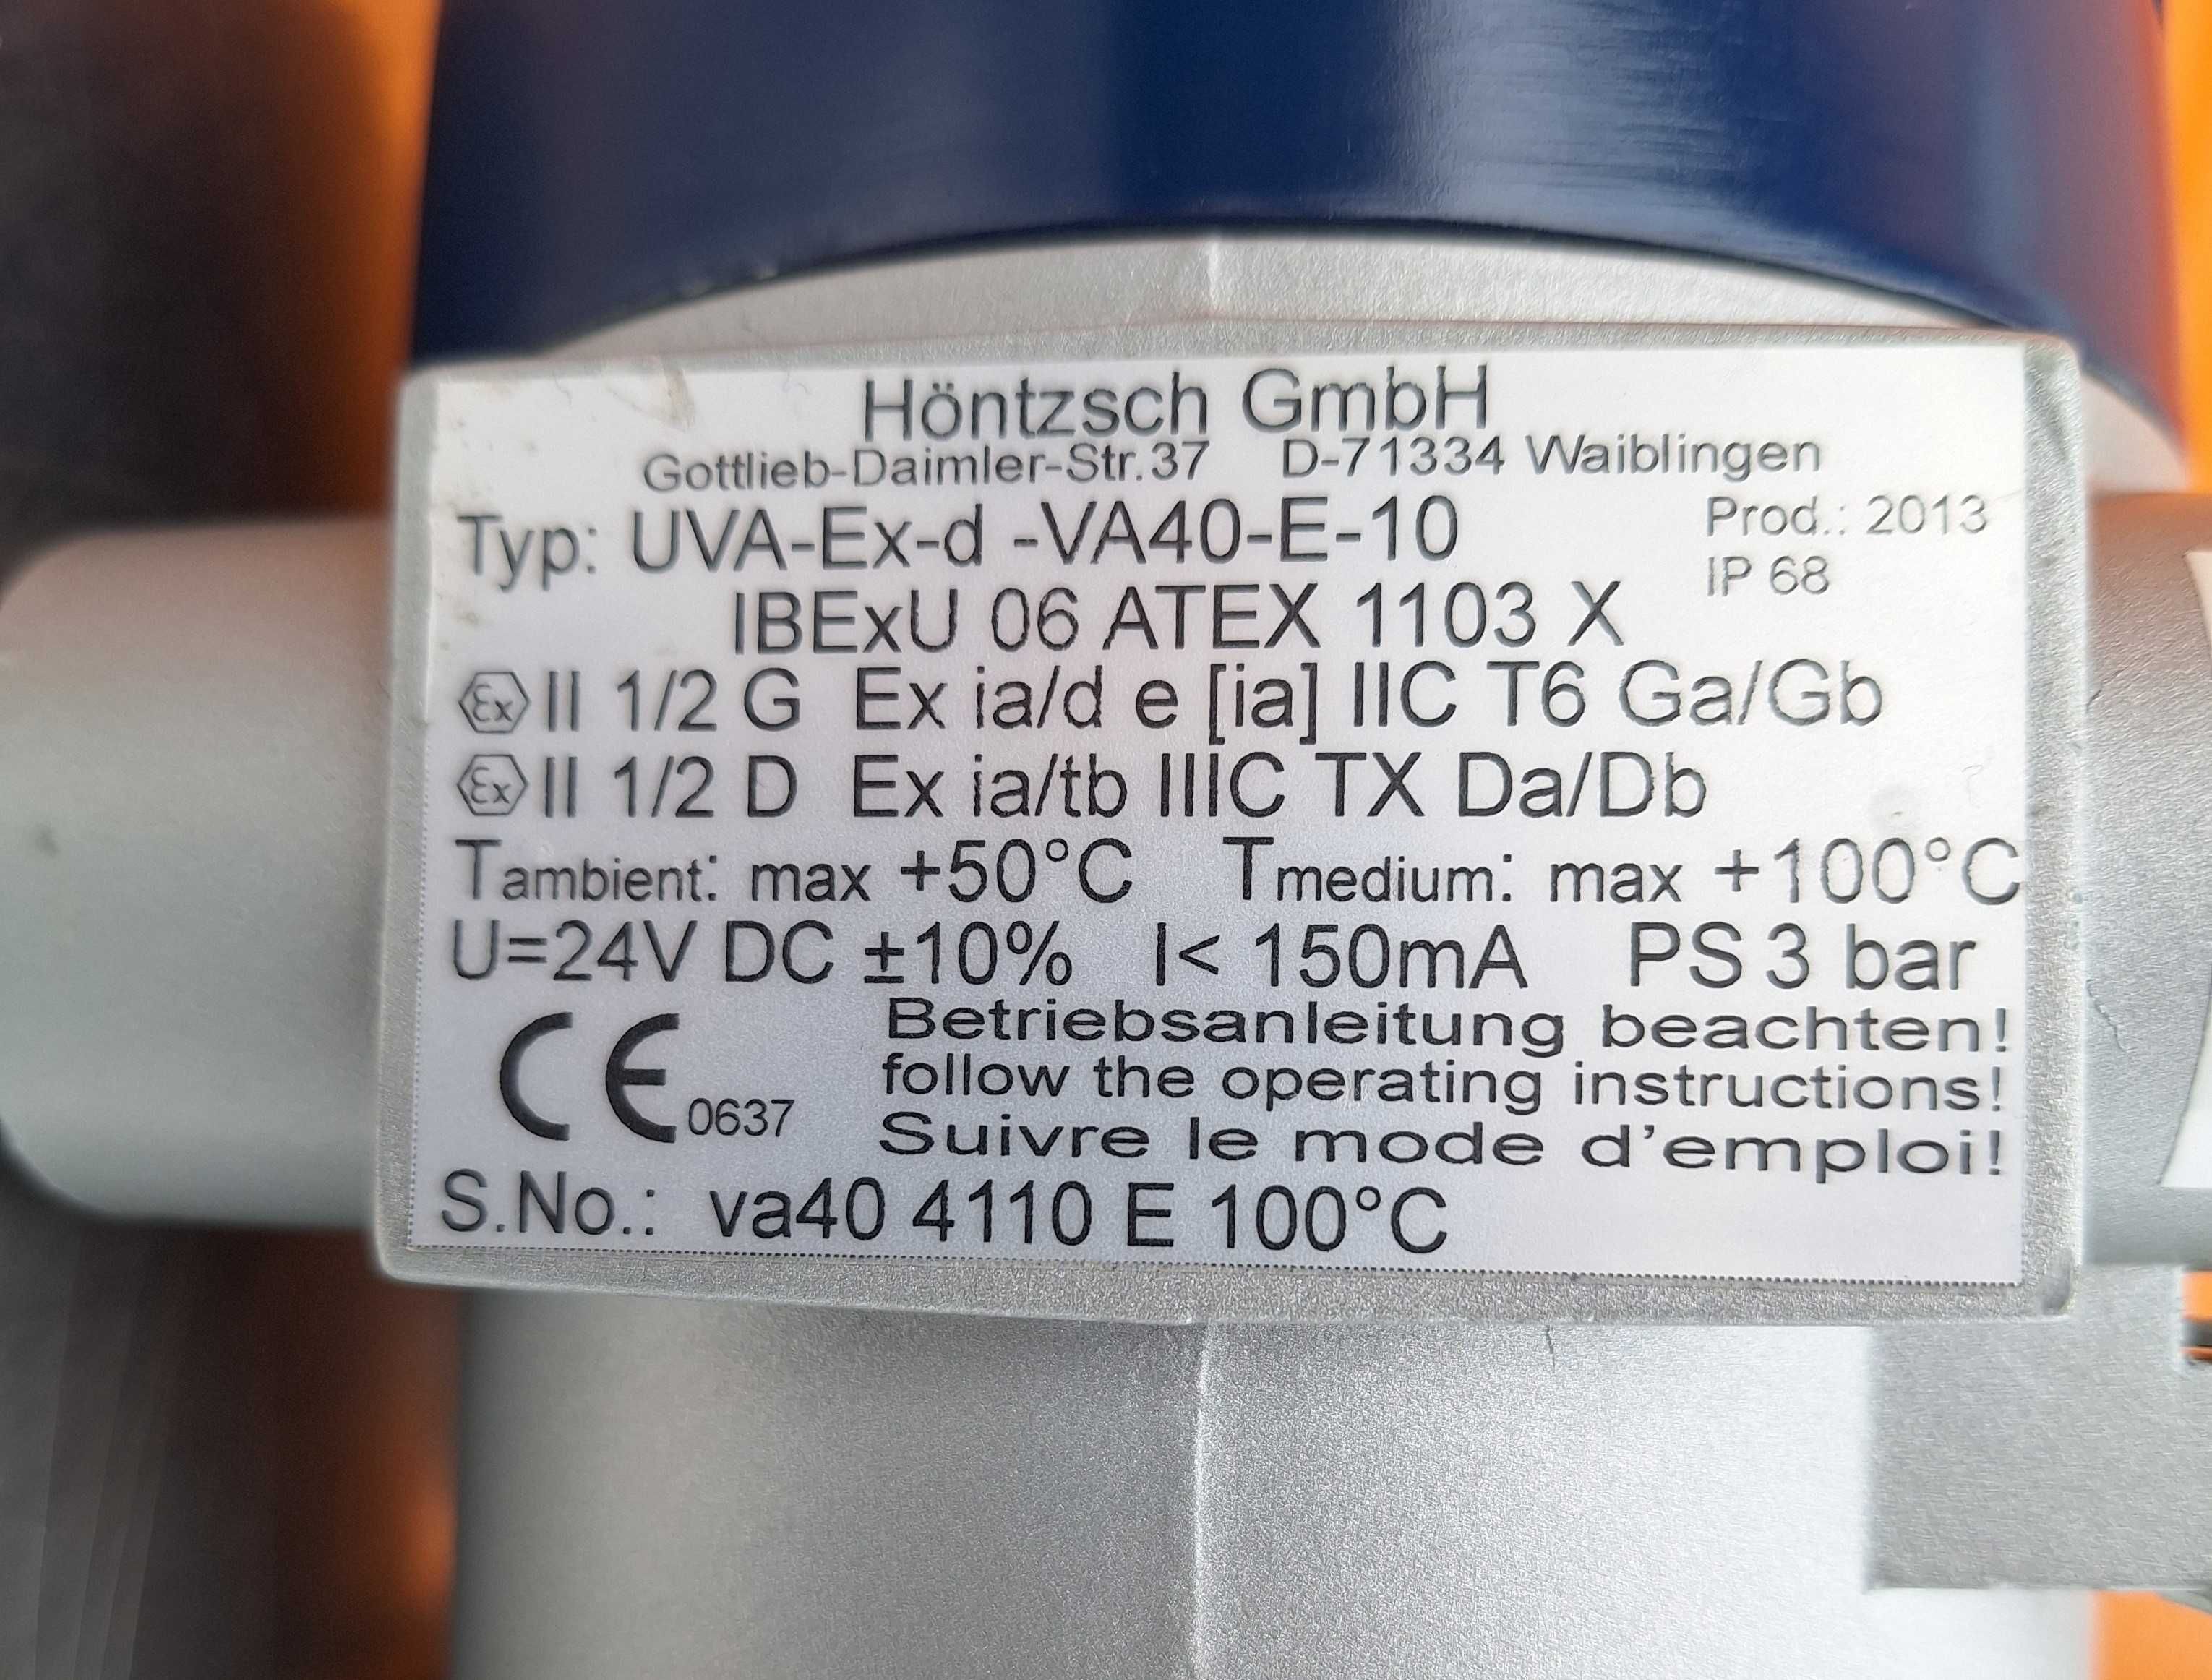 Höntzsch GmbH
Gottlieb-Daimler-Str.37 D-71334 Waiblingen
Typ: UVA-Ex-d -VA40-E-10 Prod.: 2013
IP 68
IBExU 06 ATEX 1103 X
Ex II 1/2 G Ex ia/d e [ia] IIC T6 Ga/Gb
Ex II 1/2 D Ex ia/tb IIIC TX Da/Db
Tambient: max +50°C Tmedium: max +100°C
U=24V DC ±10% I< 150mA PS 3 bar
Betriebsanleitung beachten!
follow the operating instructions!
CE 0637 Suivre le mode d'emploi!
S.No.: va40 4110 E 100°C